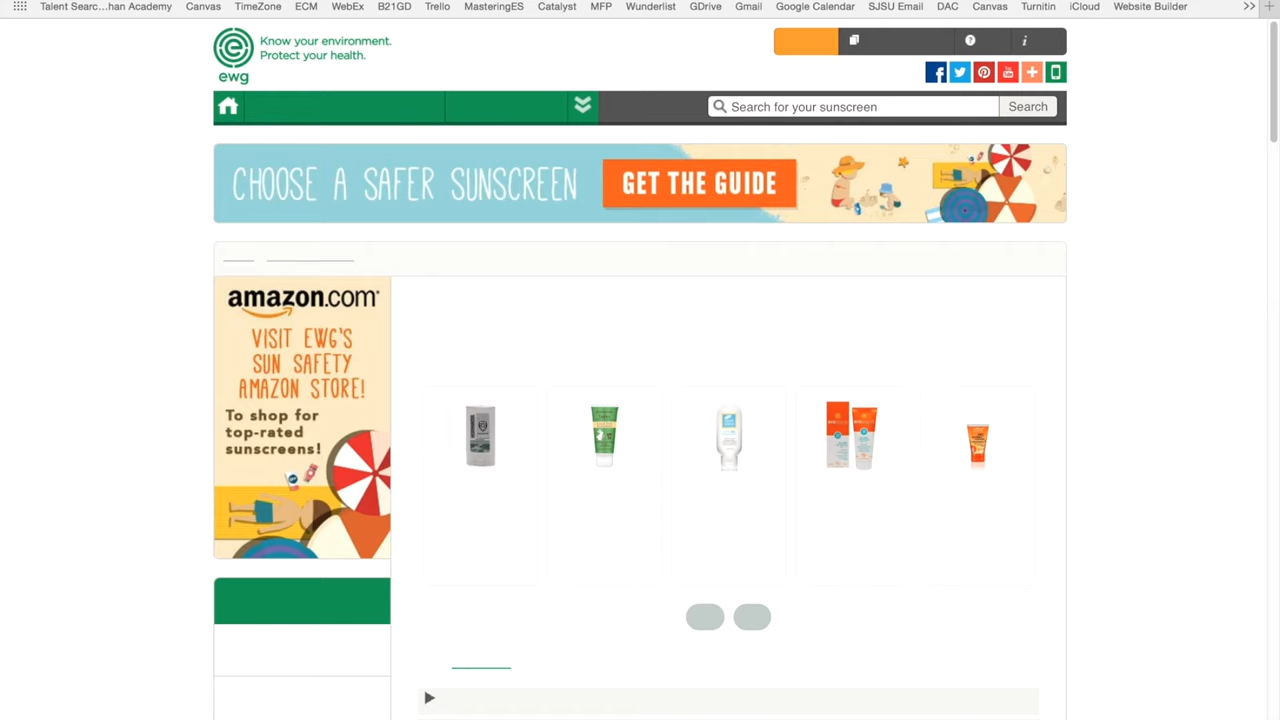 Talent Searc...han Academy Canvas TimeZone ECM WebEx B21GD Trello MasteringES Catalyst MFP Wunderlist GDrive Gmail Google Calendar SJSU Email DAC Canvas Turnitin iCloud Website Builder
Know your environment.
Protect your health.
ewg
Search for your sunscreen
Search
CHOOSE A SAFER SUNSCREEN
GET THE GUIDE
amazon.com
VISIT EWG'S
SUN SAFETY
AMAZON STORE!
To shop for
top-rated
sunscreens!